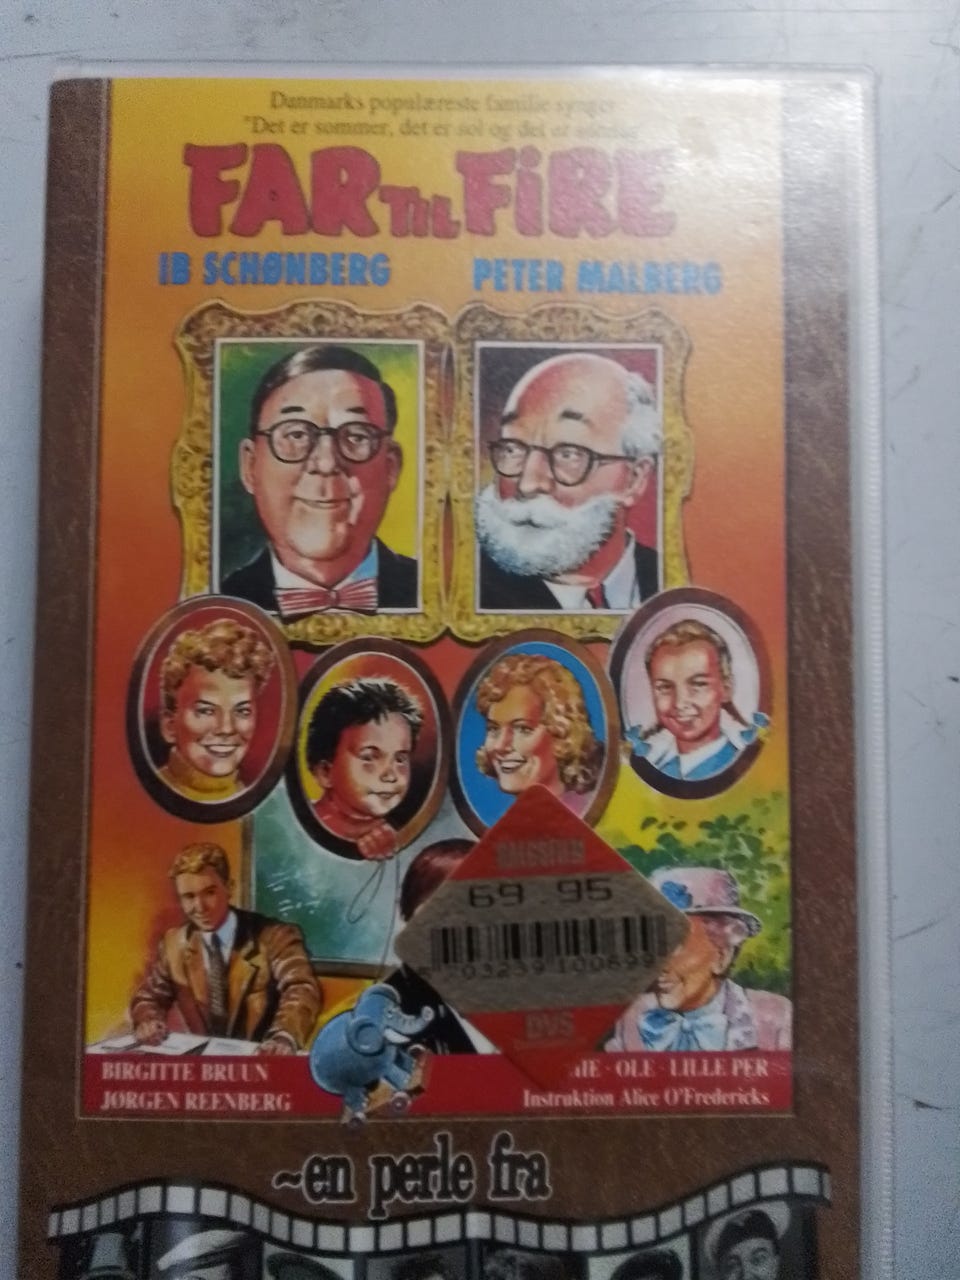 Danmarks populæreste familie synger
"Det er sommer, det er sol og det er søndag"
FAR TIL FIRE
IB SCHØNBERG PETER MALBERG
69.95
DVS
BIRGITTE BRUUN OLE · LILLE PER
JØRGEN REENBERG Instruktion Alice O'Fredericks
~en perle fra